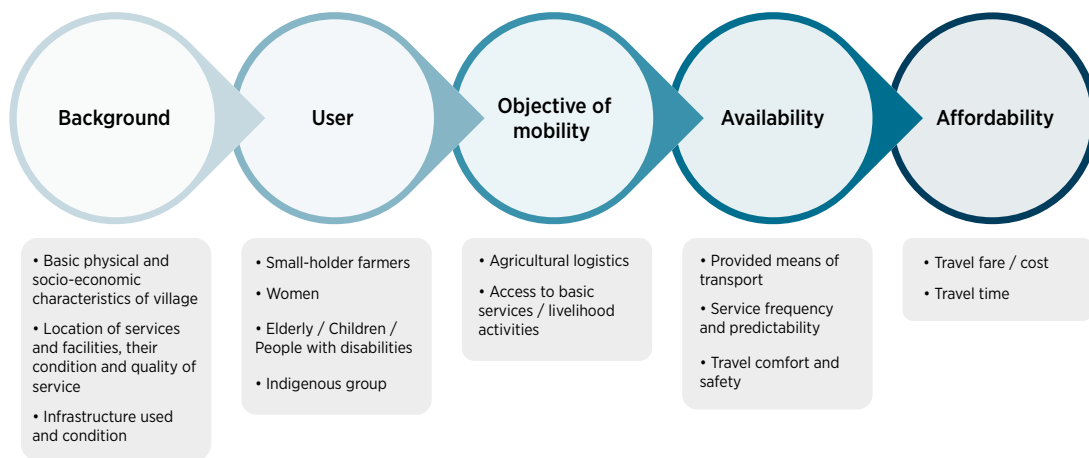 Background
User
Objective of
mobility
Availability
Affordability
• Basic physical and
socio-economic
characteristics of village
• Location of services
and facilities, their
condition and quality of
service
• Infrastructure used
and condition
• Small-holder farmers
• Women
• Elderly / Children /
People with disabilities
• Indigenous group
• Agricultural logistics
• Access to basic
services / livelihood
activities
• Provided means of
transport
• Service frequency
and predictability
• Travel comfort and
safety
• Travel fare / cost
• Travel time